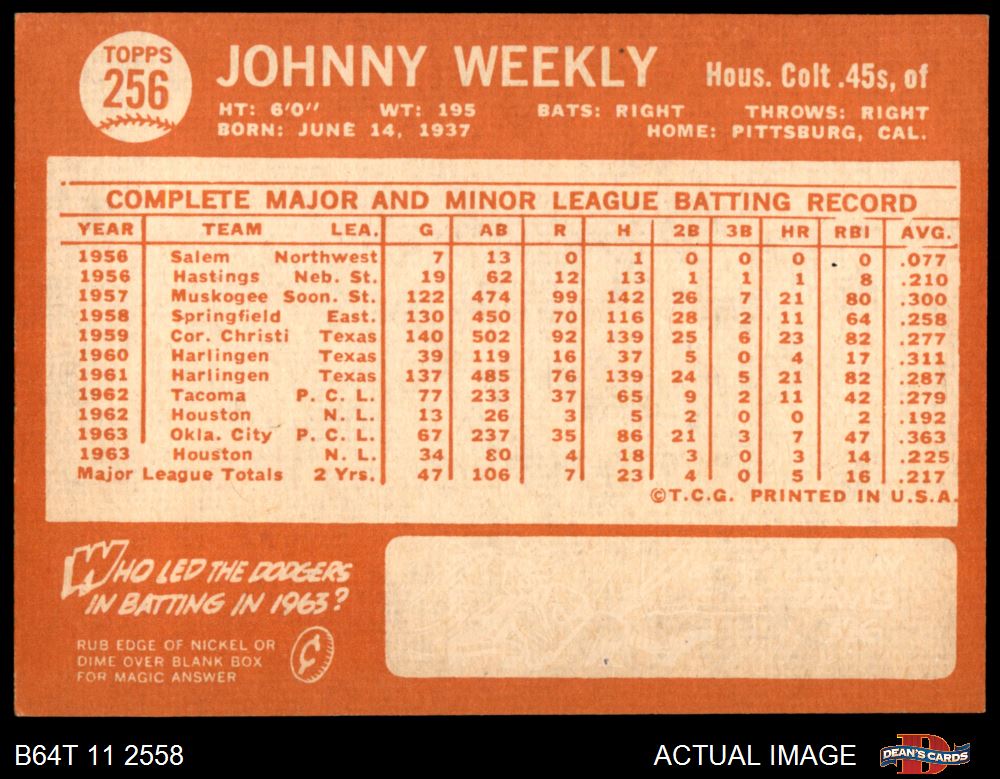 TOPPS
256
JOHNNY WEEKLY
Hous. Colt .45s, of
HT: 6'0" WT: 195 BATS: RIGHT THROWS: RIGHT
BORN: JUNE 14, 1937 HOME: PITTSBURG, CAL.
COMPLETE MAJOR AND MINOR LEAGUE BATTING RECORD
YEAR TEAM LEA. G AB R H 2B 3B HR RBI AVG.
1956 Salem Northwest 7 13 0 1 0 0 0 0 .077
1956 Hastings Neb. St. 19 62 12 13 1 1 1 8 .210
1957 Muskogee Soon. St. 122 474 99 142 26 7 21 80 .300
1958 Springfield East. 130 450 70 116 28 2 11 64 .258
1959 Cor. Christi Texas 140 502 92 139 25 6 23 82 .277
1960 Harlingen Texas 39 119 16 37 5 0 4 17 .311
1961 Harlingen Texas 137 485 76 139 24 5 21 82 .287
1962 Tacoma P. C. L. 77 233 37 65 9 2 11 42 .279
1962 Houston N. L. 13 26 3 5 2 0 0 2 .192
1963 Okla. City P. C. L. 67 237 35 86 21 3 7 47 .363
1963 Houston N. L. 34 80 4 18 3 0 3 14 .225
Major League Totals 2 Yrs. 47 106 7 23 4 0 5 16 .217
©T.C.G. PRINTED IN U.S.A.
WHO LED THE DODGERS
IN BATTING IN 1963?
RUB EDGE OF NICKEL OR
DIME OVER BLANK BOX
FOR MAGIC ANSWER
B64T 11 2558
ACTUAL IMAGE
DEAN'S CARDS